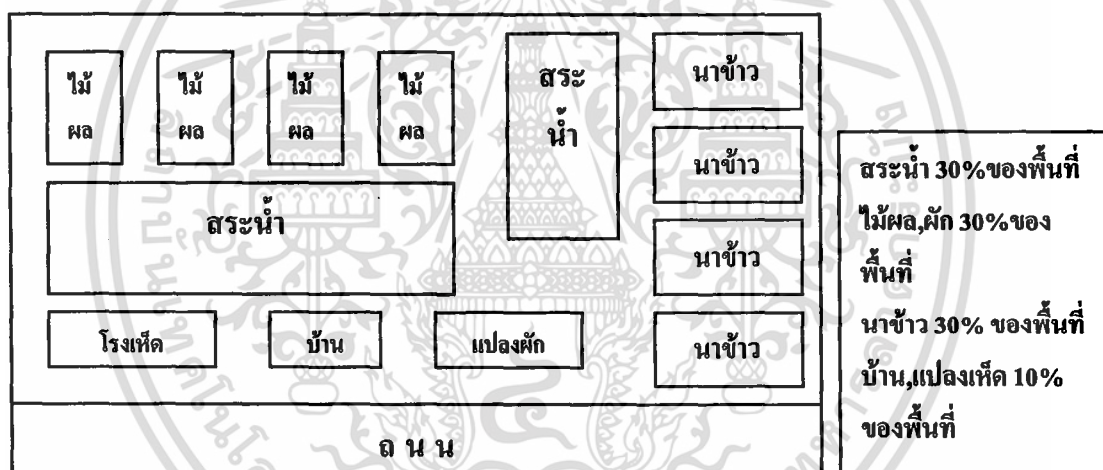 ไม้ ไม้ ไม้ ไม้
ผล ผล ผล ผล
สระ
น้ำ
นาข้าว
นาข้าว
สระน้ำ
นาข้าว
โรงเห็ด บ้าน แปลงผัก
นาข้าว
ถ น น
สระน้ำ 30%ของพื้นที่
ไม้ผล,ผัก 30%ของ
พื้นที่
นาข้าว 30% ของพื้นที่
บ้าน,แปลงเห็ด 10%
ของพื้นที่